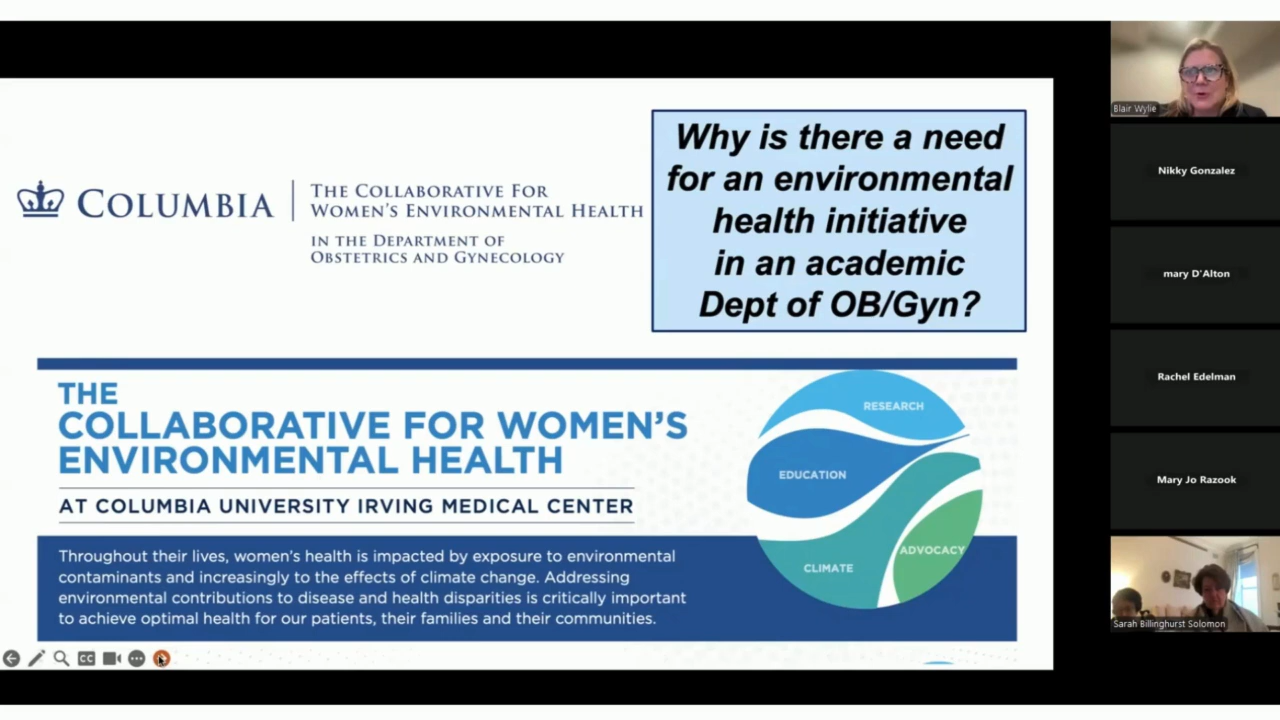 COLUMBIA
THE COLLABORATIVE FOR
WOMEN'S ENVIRONMENTAL HEALTH
IN THE DEPARTMENT OF
OBSTETRICS AND GYNECOLOGY
Why is there a need
for an environmental
health initiative
in an academic
Dept of OB/Gyn?
THE
COLLABORATIVE FOR WOMEN'S
ENVIRONMENTAL HEALTH
AT COLUMBIA UNIVERSITY IRVING MEDICAL CENTER
Throughout their lives, women's health is impacted by exposure to environmental
contaminants and increasingly to the effects of climate change. Addressing
environmental contributions to disease and health disparities is critically important
to achieve optimal health for our patients, their families and their communities.
RESEARCH
EDUCATION
ADVOCACY
CLIMATE
CC
Blair Wylie
Nikky Gonzalez
mary D'Alton
Rachel Edelman
Mary Jo Razook
Sarah Billinghurst Solomon